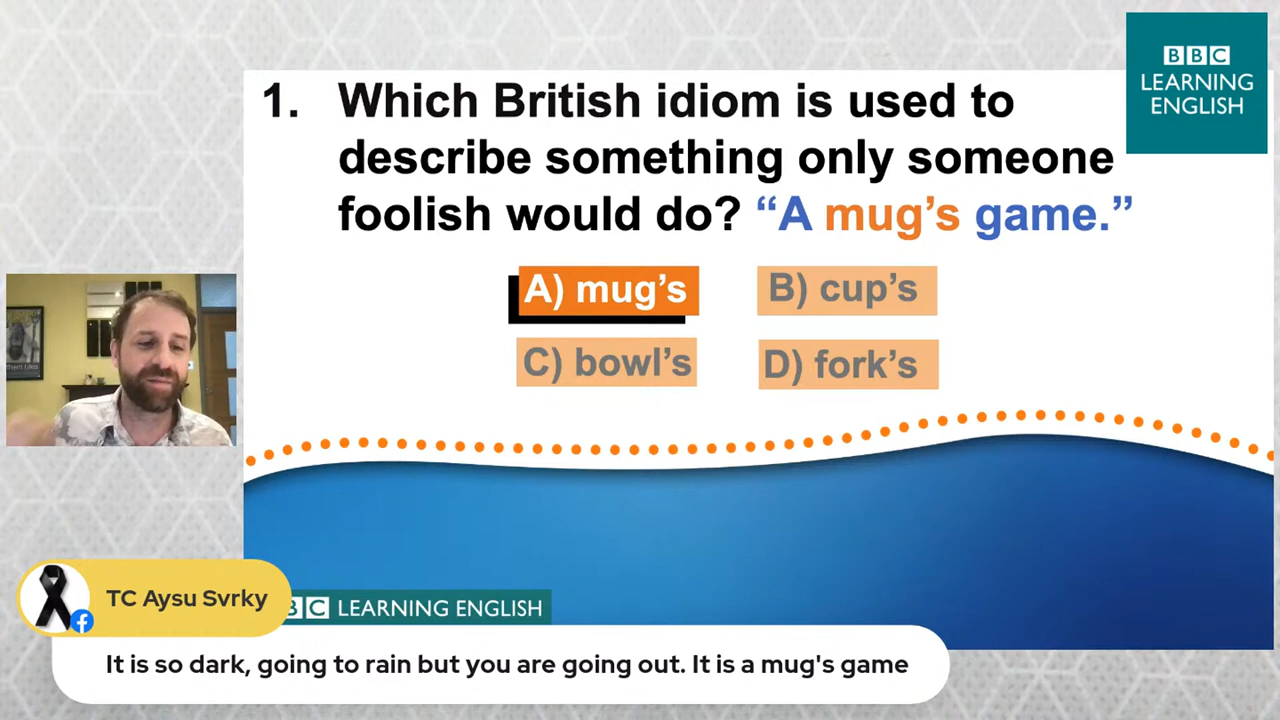 BBC
LEARNING
ENGLISH
1. Which British idiom is used to
describe something only someone
foolish would do? “A mug’s game.”
A) mug’s
B) cup’s
C) bowl’s
D) fork’s
TC Aysu Svrky
BC LEARNING ENGLISH
It is so dark, going to rain but you are going out. It is a mug's game